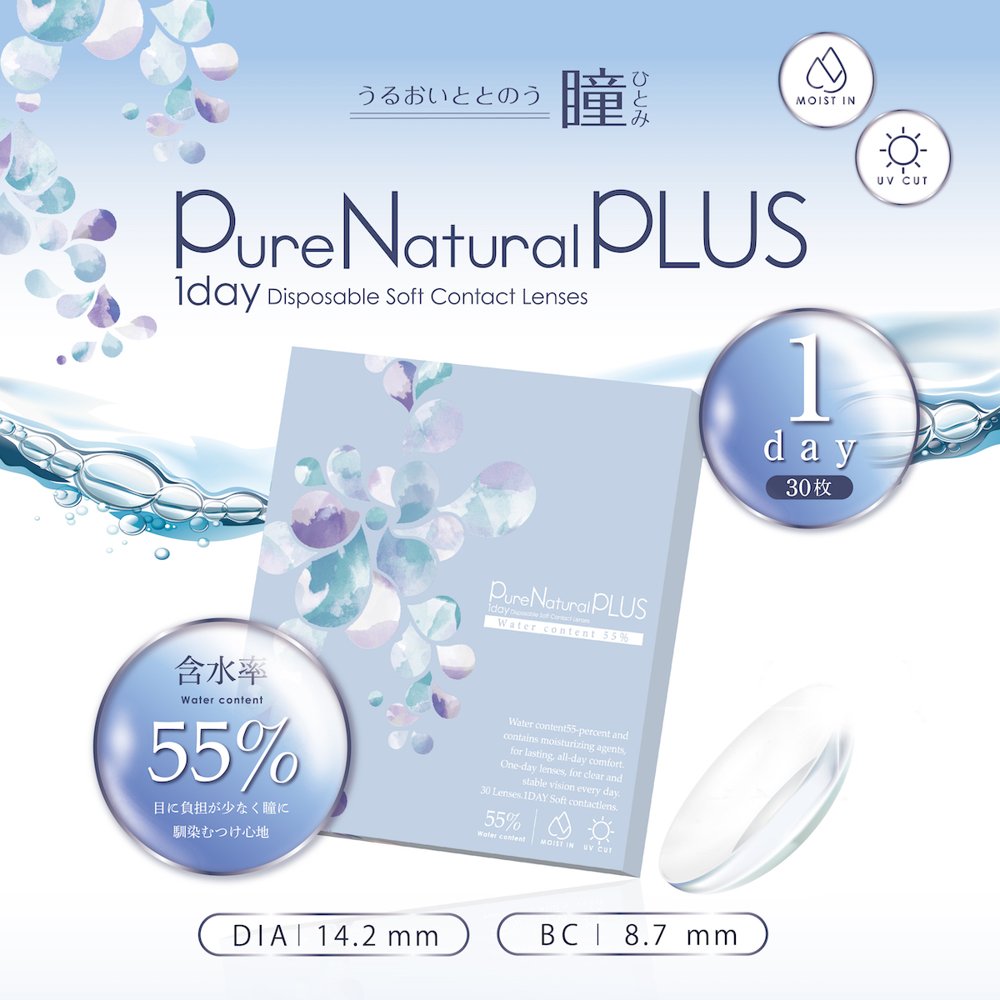 うるおいととのう 瞳 ひとみ
MOIST IN
UV CUT
PureNatural PLUS
1day Disposable Soft Contact Lenses
1
day
30枚
PureNatural PLUS
1day Disposable Soft Contact Lenses
Water content 55%
含水率
Water content
55%
目に負担が少なく瞳に
馴染むつけ心地
Water content55-percent and
contains moisturizing agents,
for lasting, all-day comfort.
One-day lenses, for clear and
stable vision every day.
30 Lenses.1DAY Soft contactlens.
55%
Water content
MOIST IN
UV CUT
DIA | 14.2 mm
BC | 8.7 mm